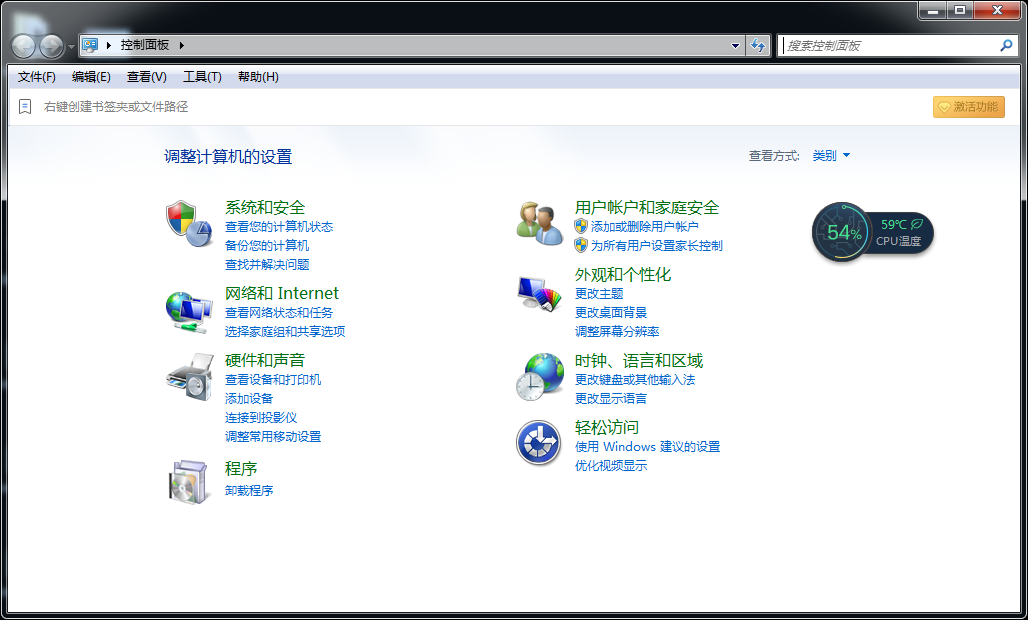 控制面板
搜索控制面板
文件(F) 编辑(E) 查看(V) 工具(T) 帮助(H)
右键创建书签夹或文件路径
激活功能
调整计算机的设置
查看方式: 类别
系统和安全
查看您的计算机状态
备份您的计算机
查找并解决问题
网络和 Internet
查看网络状态和任务
选择家庭组和共享选项
硬件和声音
查看设备和打印机
添加设备
连接到投影仪
调整常用移动设置
程序
卸载程序
用户帐户和家庭安全
添加或删除用户帐户
为所有用户设置家长控制
外观和个性化
更改主题
更改桌面背景
调整屏幕分辨率
时钟、语言和区域
更改键盘或其他输入法
更改显示语言
轻松访问
使用 Windows 建议的设置
优化视频显示
54%
59℃
CPU温度